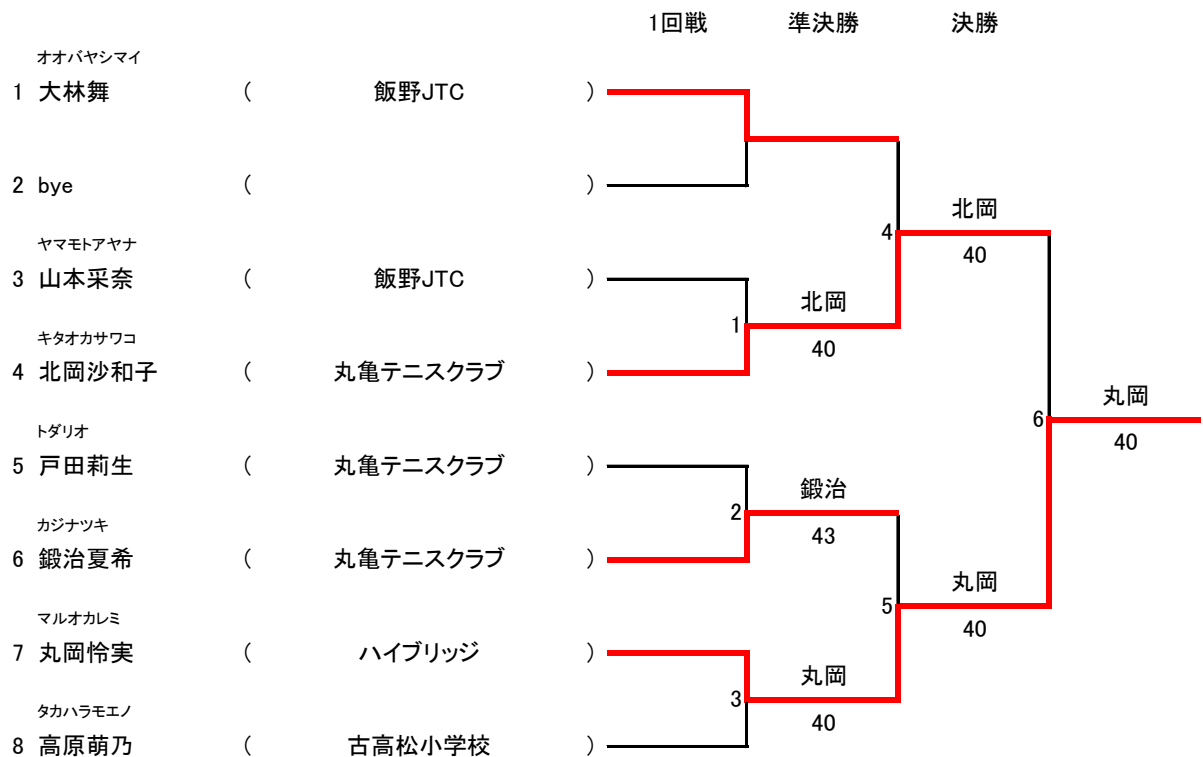 1回戦 準決勝 決勝
オオバヤシマイ
1 大林舞 ( 飯野JTC )
2 bye ( )
北岡
4
40
ヤマモトアヤナ
3 山本采奈 ( 飯野JTC )
北岡
1
40
キタオカサワコ
4 北岡沙和子 ( 丸亀テニスクラブ )
丸岡
6
40
トダリオ
5 戸田莉生 ( 丸亀テニスクラブ )
鍛治
2
43
カジナツキ
6 鍛治夏希 ( 丸亀テニスクラブ )
丸岡
5
40
マルオカレミ
7 丸岡怜実 ( ハイブリッジ )
丸岡
3
40
タカハラモエノ
8 高原萌乃 ( 古高松小学校 )